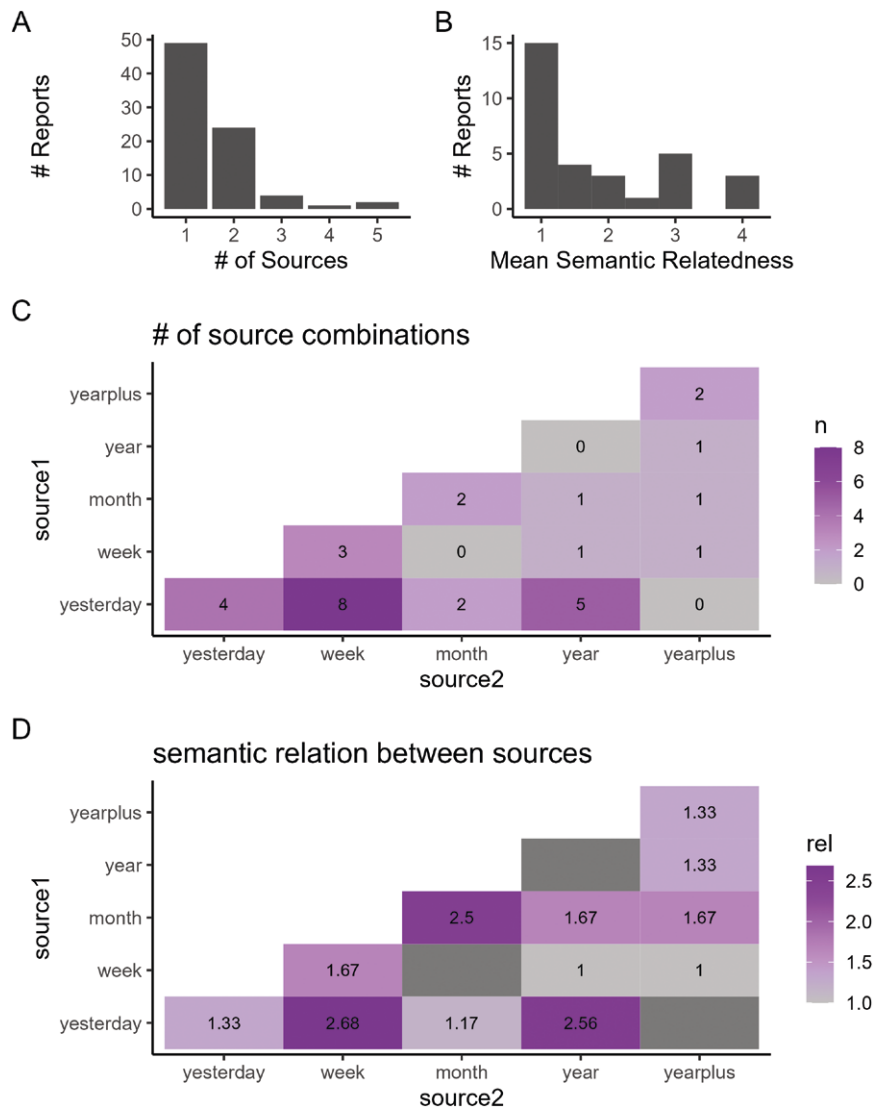 A
50
40
30
20
10
0
# Reports
1 2 3 4 5
# of Sources
B
15
10
5
0
# Reports
1 2 3 4
Mean Semantic Relatedness
C
# of source combinations
source1
yearplus 2
year 0 1
month 2 1 1
week 3 0 1 1
yesterday 4 8 2 5 0
yesterday week month year yearplus
source2
n
8
6
4
2
0
D
semantic relation between sources
source1
yearplus 1.33
year 1.33
month 2.5 1.67 1.67
week 1.67 1 1
yesterday 1.33 2.68 1.17 2.56
yesterday week month year yearplus
source2
rel
2.5
2.0
1.5
1.0